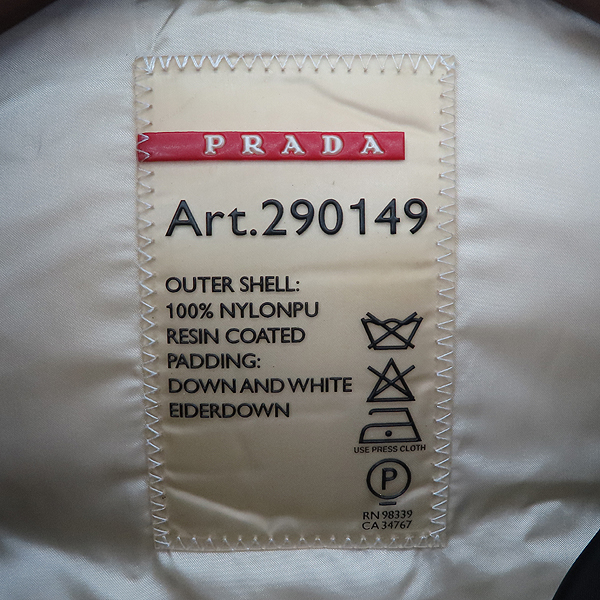 PRADA
Art.290149
OUTER SHELL:
100% NYLONPU
RESIN COATED
PADDING:
DOWN AND WHITE
EIDERDOWN
USE PRESS CLOTH
P
RN 98339
CA 34767